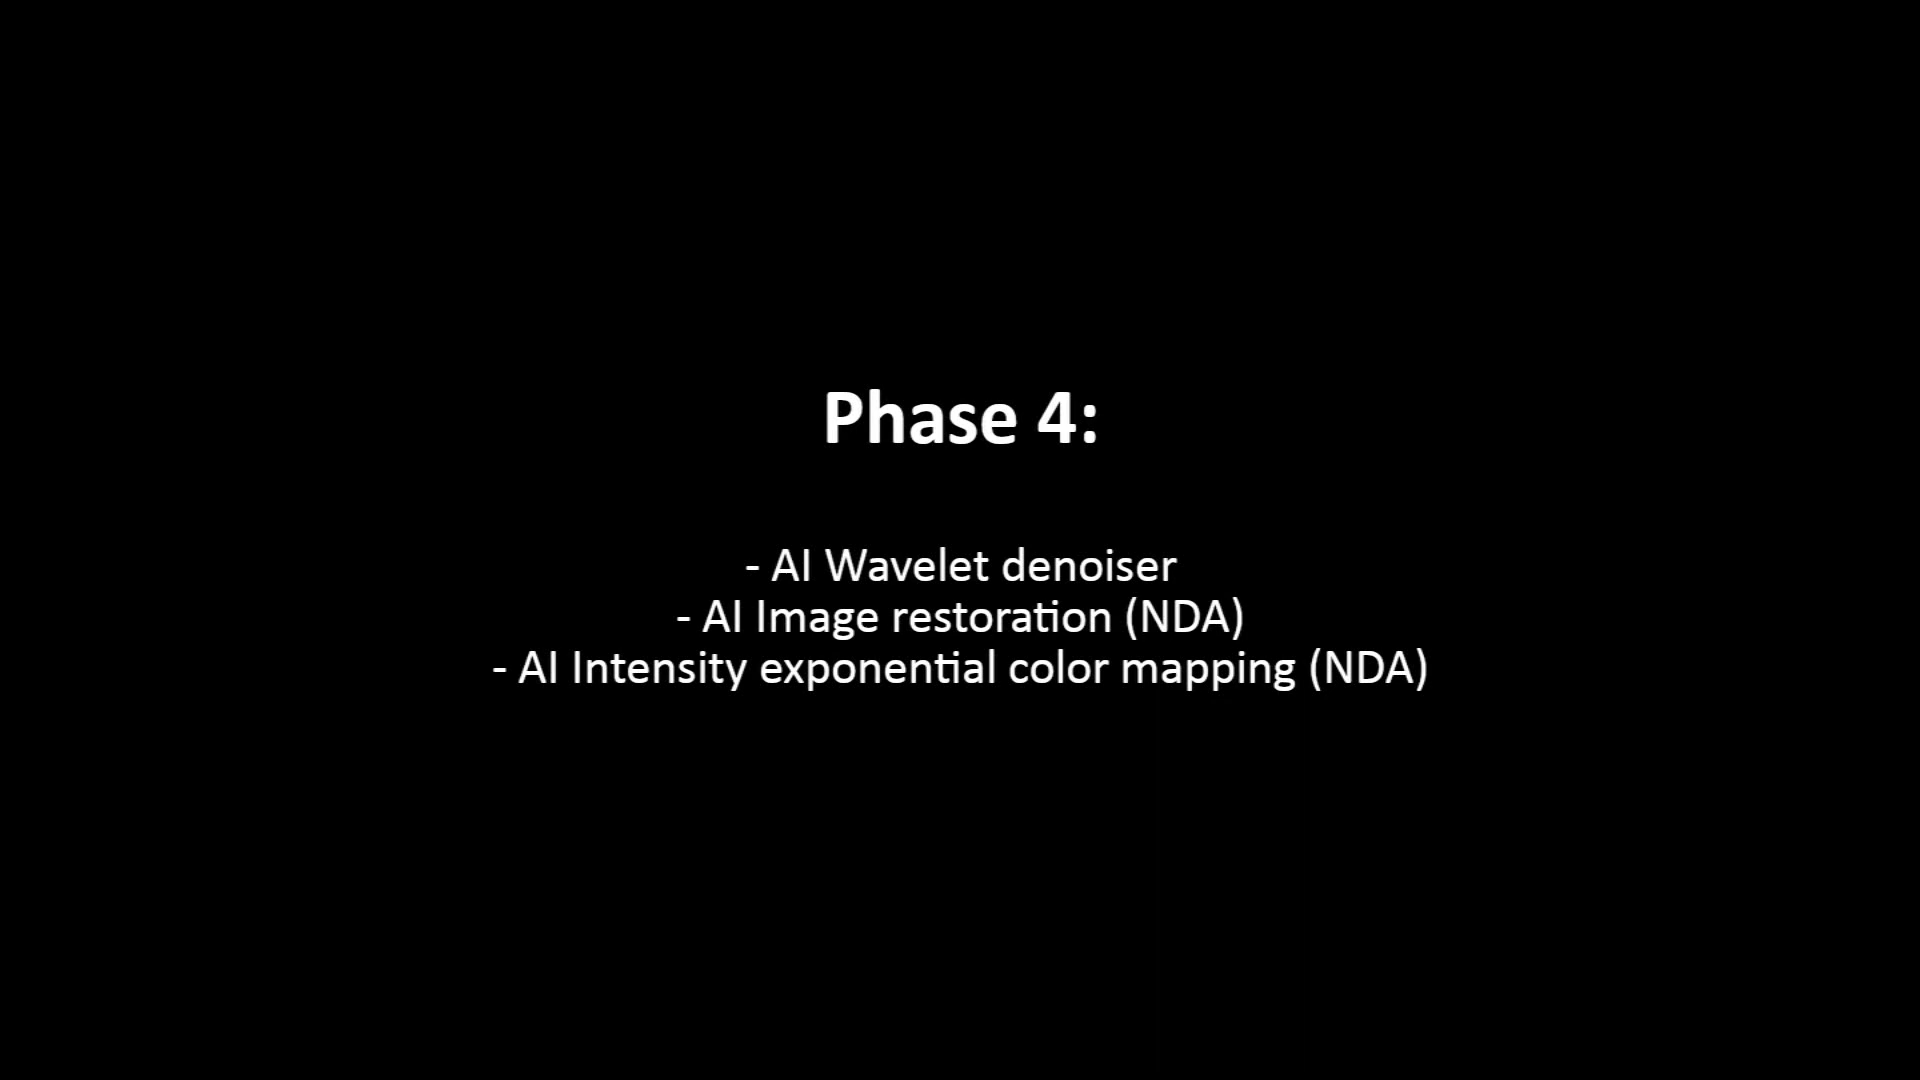 Phase 4:
- AI Wavelet denoiser
- AI Image restoration (NDA)
- AI Intensity exponential color mapping (NDA)